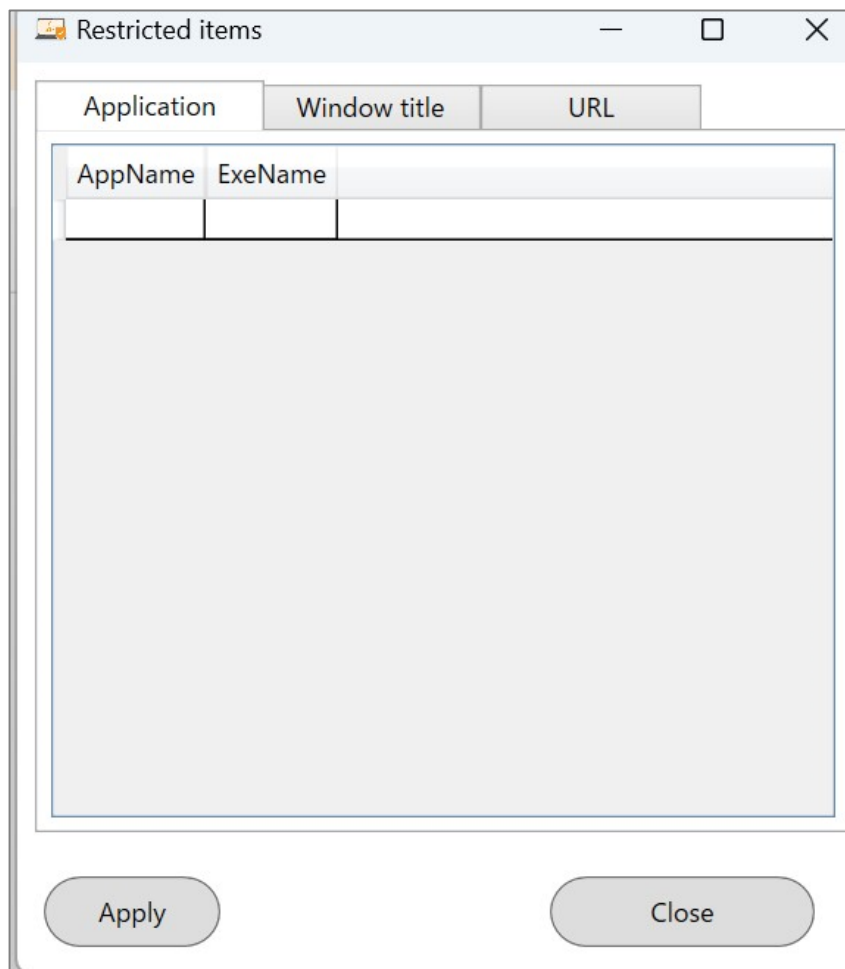 Restricted items
Application Window title URL
AppName ExeName
Apply Close